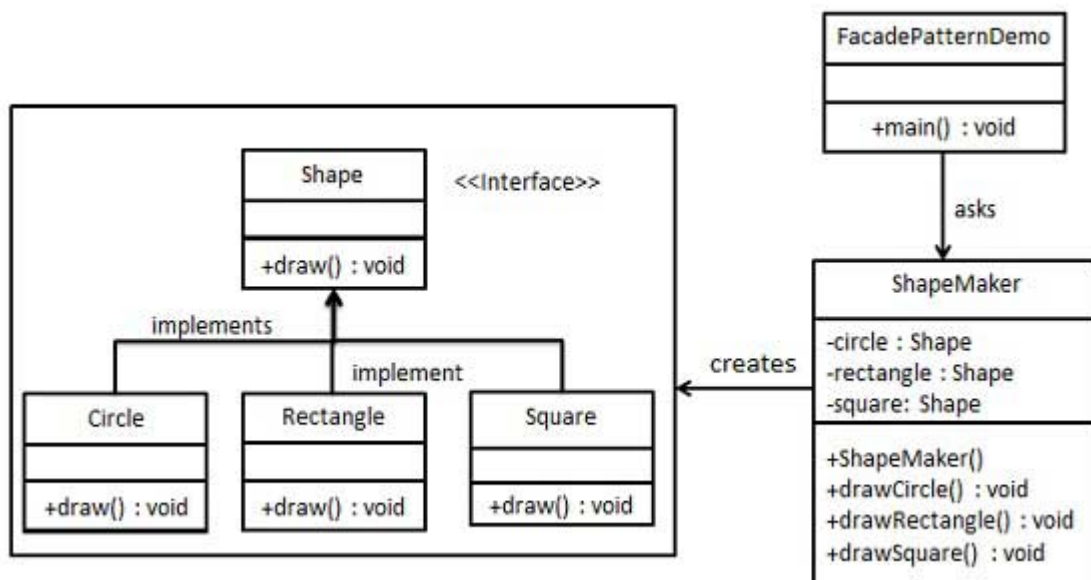 FacadePatternDemo
+main() : void
asks
Shape
<<Interface>>
+draw() : void
implements
implement
Circle
+draw() : void
Rectangle
+draw() : void
Square
+draw() : void
creates
ShapeMaker
-circle : Shape
-rectangle : Shape
-square: Shape
+ShapeMaker()
+drawCircle() : void
+drawRectangle() : void
+drawSquare() : void